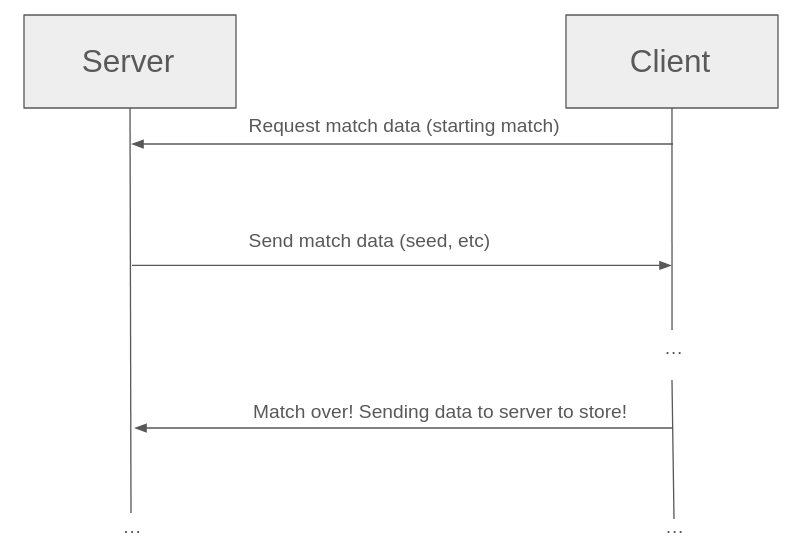 Server
Client
Request match data (starting match)
Send match data (seed, etc)
...
Match over! Sending data to server to store!
...
...